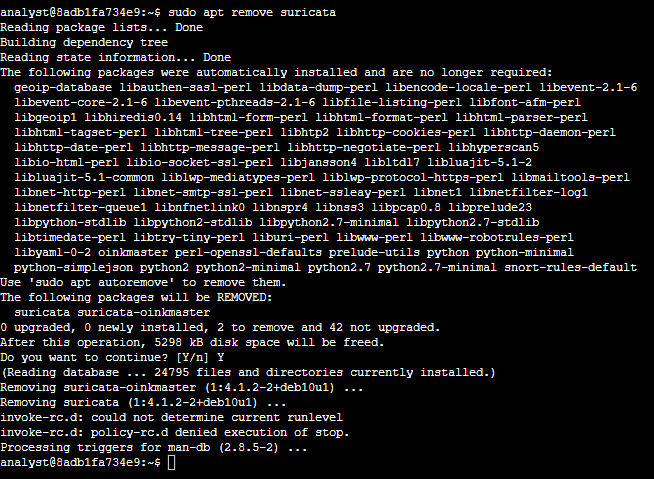 analyst@8adb1fa734e9:~$ sudo apt remove suricata
Reading package lists... Done
Building dependency tree
Reading state information... Done
The following packages were automatically installed and are no longer required:
  geoip-database libauthen-sasl-perl libdata-dump-perl libencode-locale-perl libevent-2.1-6
  libevent-core-2.1-6 libevent-pthreads-2.1-6 libfile-listing-perl libfont-afm-perl
  libgeoip1 libhiredis0.14 libhtml-form-perl libhtml-format-perl libhtml-parser-perl
  libhtml-tagset-perl libhtml-tree-perl libhtp2 libhttp-cookies-perl libhttp-daemon-perl
  libhttp-date-perl libhttp-message-perl libhttp-negotiate-perl libhyperscan5
  libio-html-perl libio-socket-ssl-perl libjansson4 libltdl7 libluajit-5.1-2
  libluajit-5.1-common liblwp-mediatypes-perl liblwp-protocol-https-perl libmailtools-perl
  libnet-http-perl libnet-smtp-ssl-perl libnet-ssleay-perl libnet1 libnetfilter-log1
  libnetfilter-queue1 libnfnetlink0 libnspr4 libnss3 libpcap0.8 libprelude23
  libpython-stdlib libpython2-stdlib libpython2.7-minimal libpython2.7-stdlib
  libtimedate-perl libtry-tiny-perl liburi-perl libwww-perl libwww-robotrules-perl
  libyaml-0-2 oinkmaster perl-openssl-defaults prelude-utils python python-minimal
  python-simplejson python2 python2-minimal python2.7 python2.7-minimal snort-rules-default
Use 'sudo apt autoremove' to remove them.
The following packages will be REMOVED:
  suricata suricata-oinkmaster
0 upgraded, 0 newly installed, 2 to remove and 42 not upgraded.
After this operation, 5298 kB disk space will be freed.
Do you want to continue? [Y/n] Y
(Reading database ... 24795 files and directories currently installed.)
Removing suricata-oinkmaster (1:4.1.2-2+deb10u1) ...
Removing suricata (1:4.1.2-2+deb10u1) ...
invoke-rc.d: could not determine current runlevel
invoke-rc.d: policy-rc.d denied execution of stop.
Processing triggers for man-db (2.8.5-2) ...
analyst@8adb1fa734e9:~$